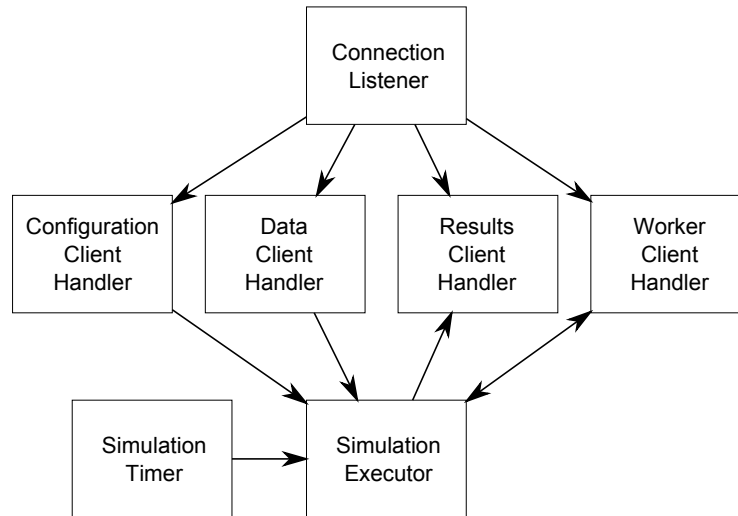 Connection
Listener
Configuration
Client
Handler
Data
Client
Handler
Results
Client
Handler
Worker
Client
Handler
Simulation
Timer
Simulation
Executor